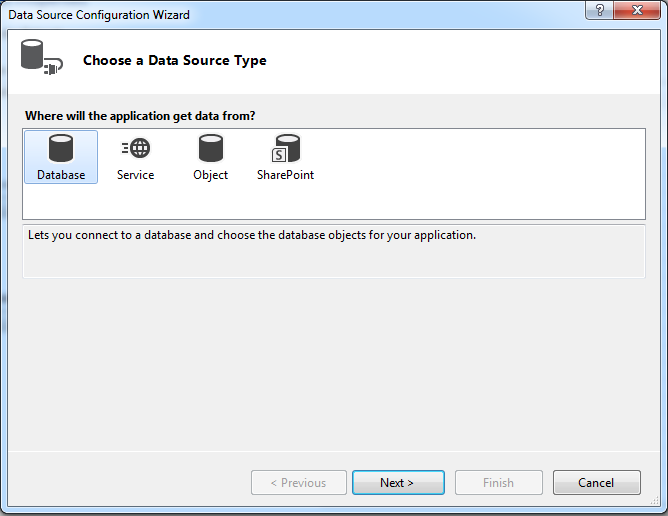 Data Source Configuration Wizard
?
Choose a Data Source Type
Where will the application get data from?
Database Service Object SharePoint
Lets you connect to a database and choose the database objects for your application.
< Previous Next > Finish Cancel